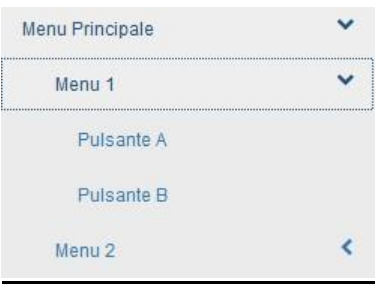 Menu Principale
Menu 1
Pulsante A
Pulsante B
Menu 2